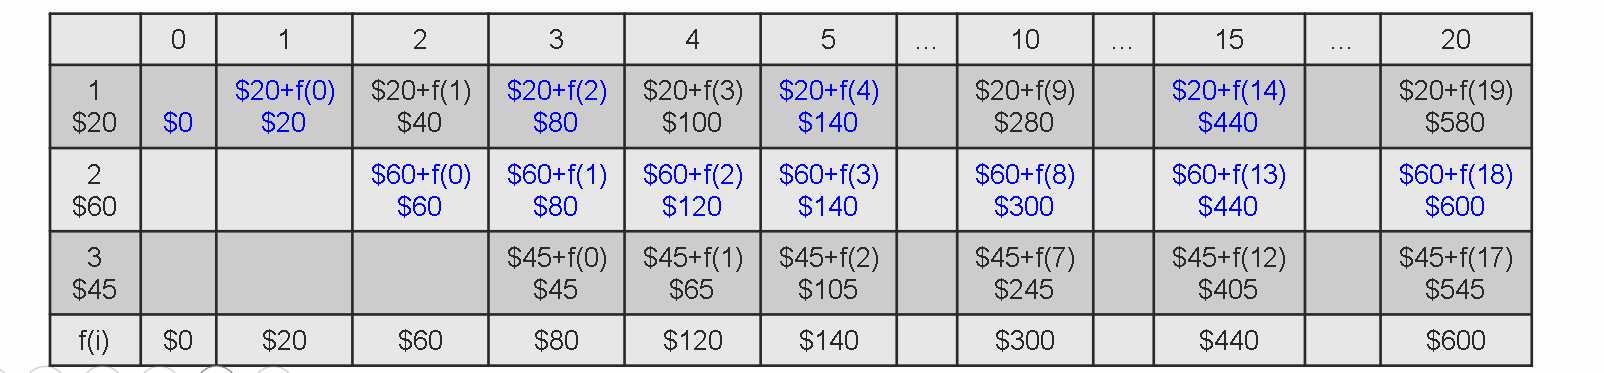 0 1 2 3 4 5 ... 10 ... 15 ... 20
1 $20+f(0) $20+f(1) $20+f(2) $20+f(3) $20+f(4) $20+f(9) $20+f(14) $20+f(19)
$20 $0 $20 $40 $80 $100 $140 $280 $440 $580
2 $60+f(0) $60+f(1) $60+f(2) $60+f(3) $60+f(8) $60+f(13) $60+f(18)
$60 $60 $80 $120 $140 $300 $440 $600
3 $45+f(0) $45+f(1) $45+f(2) $45+f(7) $45+f(12) $45+f(17)
$45 $45 $65 $105 $245 $405 $545
f(i) $0 $20 $60 $80 $120 $140 $300 $440 $600